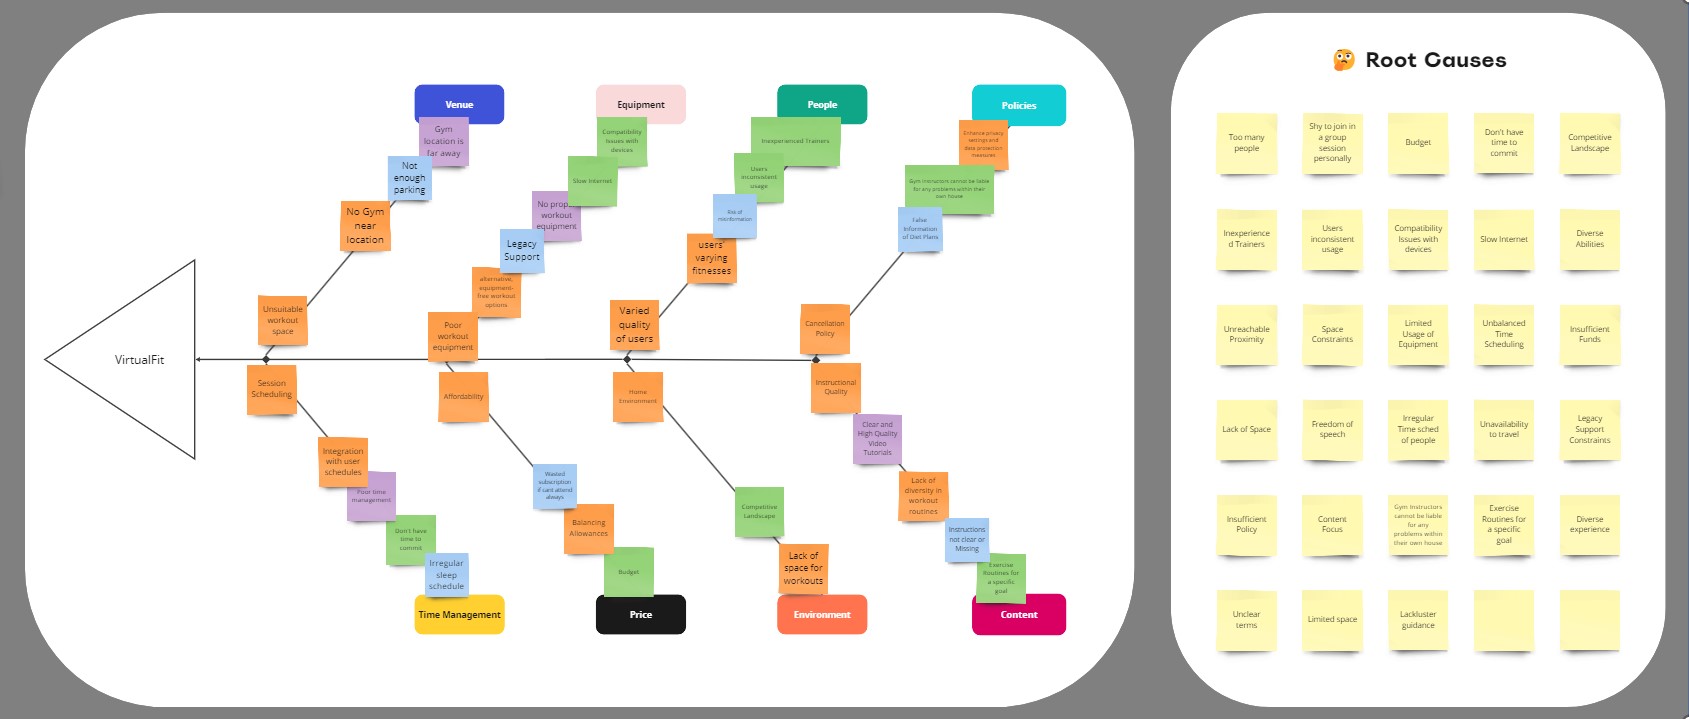 Venue
Equipment
People
Policies
Gym
location is
far away
Not
enough
parking
No Gym
near
location
Unsuitable
workout
space
Compatibility
Issues with
devices
Slow Internet
No prop
workout
equipment
Legacy
Support
alternative,
equipment-
free workout
options
Poor
workout
equipment
Inexperienced Trainers
Users
inconsistent
usage
Risk of
misinformation
users'
varying
fitnesses
Varied
quality
of users
Enhance privacy
settings and
data protection
measures
Gym Instructors cannot be liable
for any problems within their
own house
False
Information
of Diet Plans
Cancellation
Policy
VirtualFit
Session
Scheduling
Integration
with user
schedules
Poor time
management
Don't have
time to
commit
Irregular
sleep
schedule
Time Management
Affordability
Wasted
subscription
if cant attend
always
Balancing
Allowances
Budget
Price
Home
Environment
Competitive
Landscape
Lack of
space for
workouts
Environment
Instructional
Quality
Clear and
High Quality
Video
Tutorials
Lack of
diversity in
workout
routines
Instructions
not clear or
Missing
Exercise
Routines for
a specific
goal
Content
Root Causes
Too many
people
Shy to join in
a group
session
personally
Budget
Don't have
time to
commit
Competitive
Landscape
Inexperience
d Trainers
Users
inconsistent
usage
Compatibility
Issues with
devices
Slow Internet
Diverse
Abilities
Unreachable
Proximity
Space
Constraints
Limited
Usage of
Equipment
Unbalanced
Time
Scheduling
Insufficient
Funds
Lack of Space
Freedom of
speech
Irregular
Time sched
of people
Unavailability
to travel
Legacy
Support
Constraints
Insufficient
Policy
Content
Focus
Gym Instructors
cannot be liable
for any
problems within
their own house
Exercise
Routines for
a specific
goal
Diverse
experience
Unclear
terms
Limited space
Lackluster
guidance